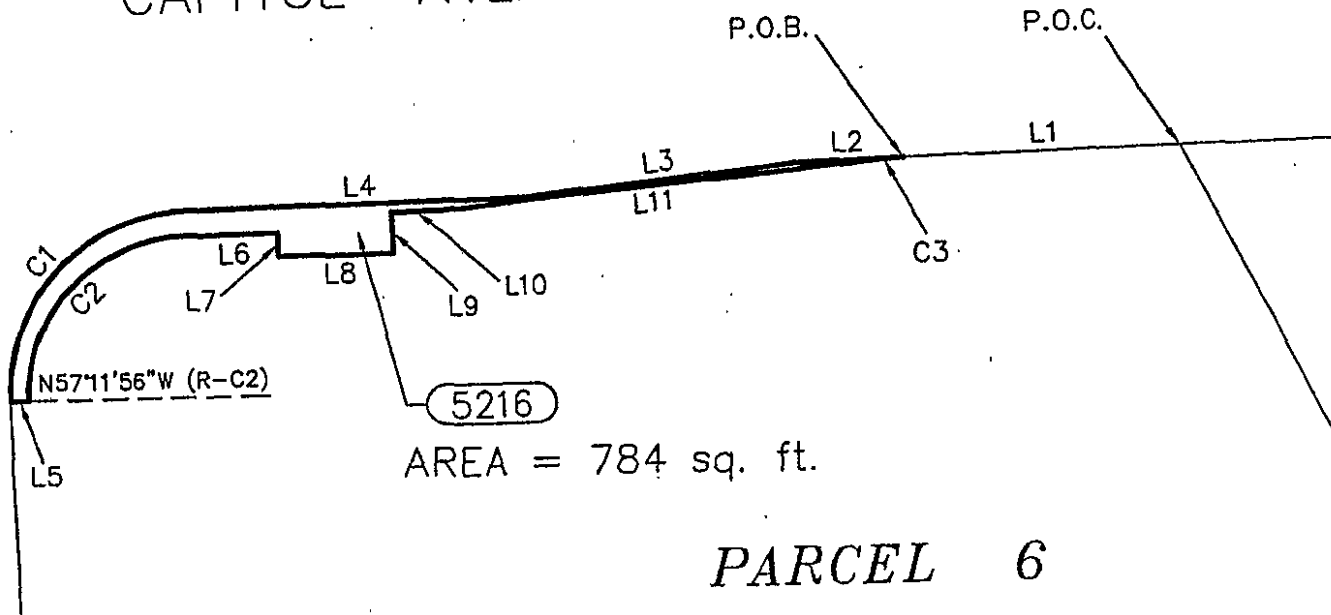 CAPITOL
P.O.B.
P.O.C.
L1
L2
L3
L4
L11
C1
C2
L6
L7
L8
L9
L10
C3
N57°11'56"W (R-C2)
L5
5216
AREA = 784 sq. ft.
PARCEL 6